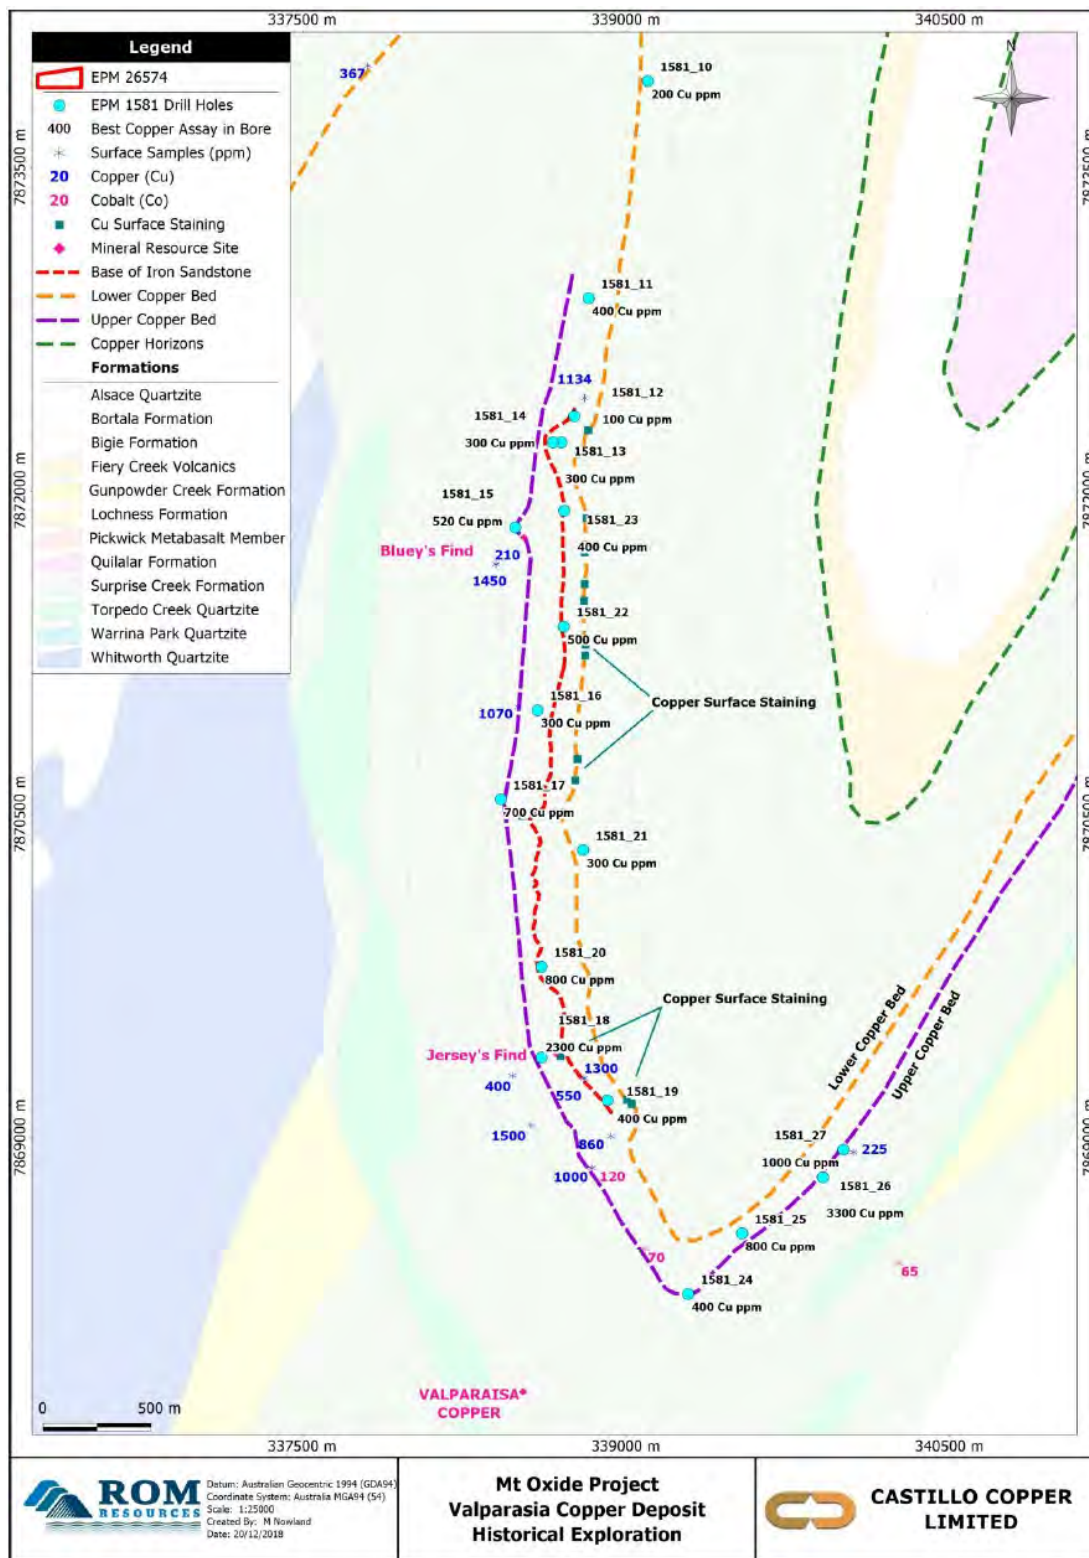 337500 m
339000 m
340500 m
Legend
EPM 26574
EPM 1581 Drill Holes
400 Best Copper Assay in Bore
Surface Samples (ppm)
20 Copper (Cu)
20 Cobalt (Co)
Cu Surface Staining
Mineral Resource Site
Base of Iron Sandstone
Lower Copper Bed
Upper Copper Bed
Copper Horizons
Formations
Alsace Quartzite
Bortala Formation
Bigie Formation
Fiery Creek Volcanics
Gunpowder Creek Formation
Lochness Formation
Pickwick Metabasalt Member
Quilalar Formation
Surprise Creek Formation
Torpedo Creek Quartzite
Warrina Park Quartzite
Whitworth Quartzite
N
367
1581_10
200 Cu ppm
7873500 m
7873500 m
1581_11
400 Cu ppm
1134
1581_12
100 Cu ppm
1581_14
300 Cu ppm
1581_13
300 Cu ppm
7872000 m
7872000 m
1581_15
520 Cu ppm
1581_23
400 Cu ppm
Bluey's Find
210
1450
1581_22
500 Cu ppm
1581_16
300 Cu ppm
1070
Copper Surface Staining
1581_17
700 Cu ppm
7870500 m
7870500 m
1581_21
300 Cu ppm
1581_20
800 Cu ppm
Copper Surface Staining
1581_18
2300 Cu ppm
Jersey's Find
1300
400
550
1581_19
400 Cu ppm
Lower Copper Bed
Upper Copper Bed
7869000 m
7869000 m
1500
860
1000
120
1581_27
1000 Cu ppm
225
1581_26
3300 Cu ppm
1581_25
800 Cu ppm
70
65
1581_24
400 Cu ppm
VALPARAISA
COPPER
0
500 m
337500 m
339000 m
340500 m
ROM
RESOURCES
Datum: Australian Geocentric 1994 (GDA94)
Coordinate System: Australia MGA94 (54)
Scale: 1:25000
Created By: M Nowland
Date: 20/12/2018
Mt Oxide Project
Valparasia Copper Deposit
Historical Exploration
CASTILLO COPPER
LIMITED